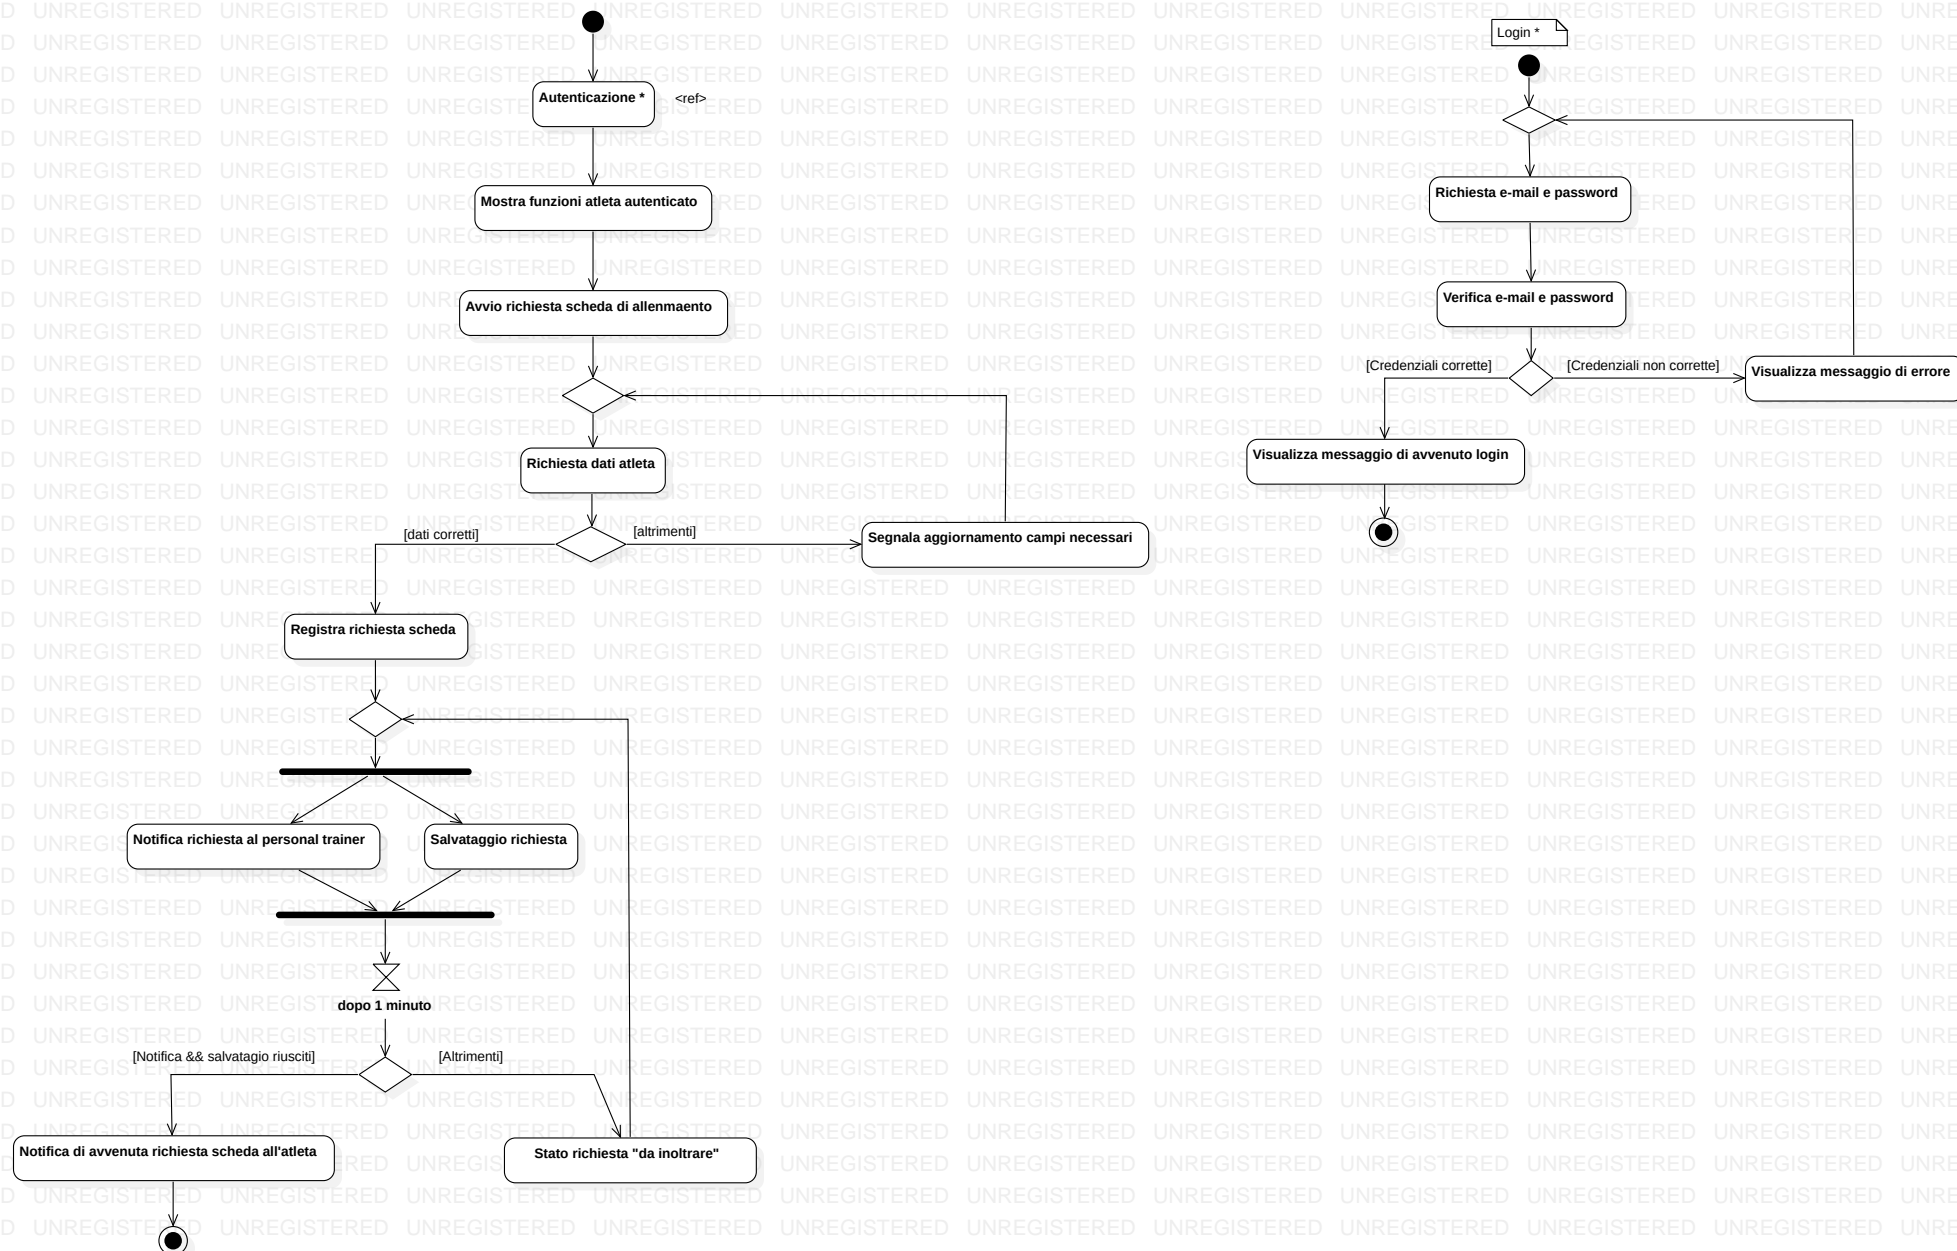 Autenticazione *
<ref>
Mostra funzioni atleta autenticato
Avvio richiesta scheda di allenmaento
Richiesta dati atleta
[dati corretti]
[altrimenti]
Segnala aggiornamento campi necessari
Registra richiesta scheda
Notifica richiesta al personal trainer
Salvataggio richiesta
dopo 1 minuto
[Notifica && salvatagio riusciti]
[Altrimenti]
Notifica di avvenuta richiesta scheda all'atleta
Stato richiesta "da inoltrare"
Login *
Richiesta e-mail e password
Verifica e-mail e password
[Credenziali corrette]
[Credenziali non corrette]
Visualizza messaggio di errore
Visualizza messaggio di avvenuto login
UNREGISTERED